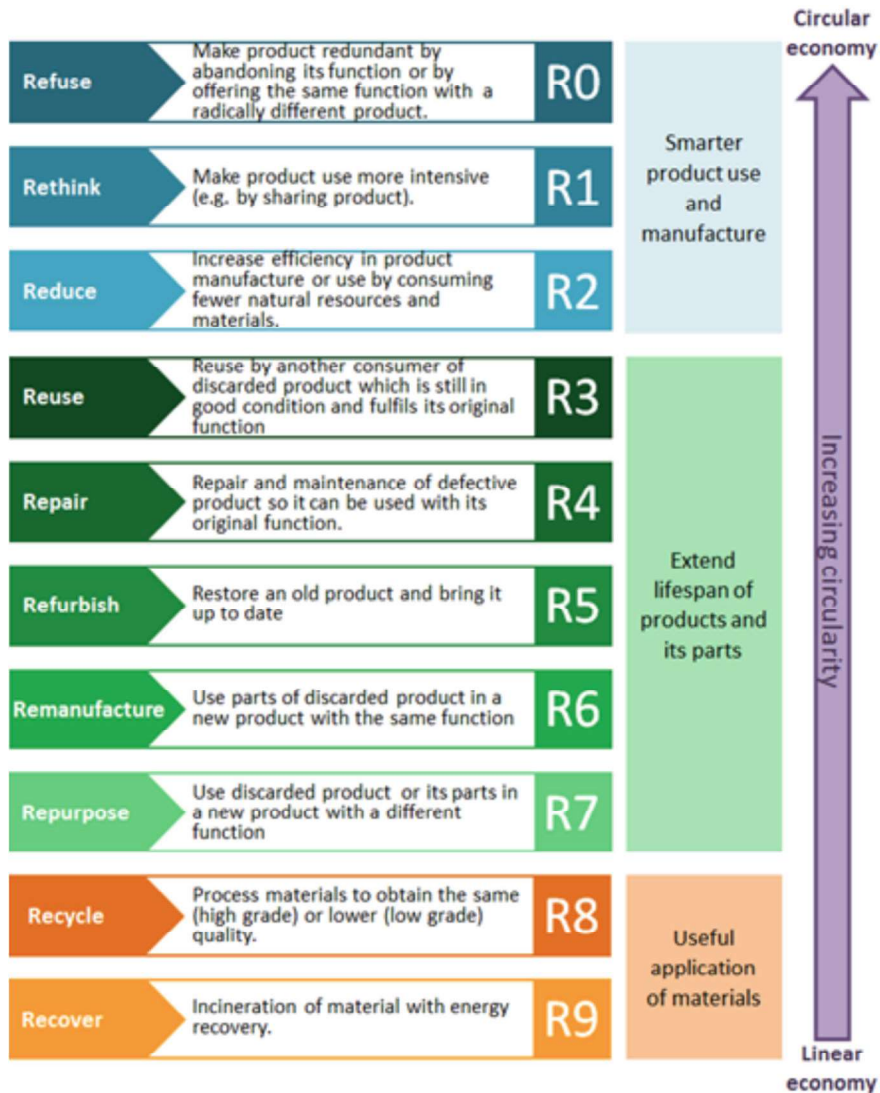 Circular
economy
Refuse
Make product redundant by
abandoning its function or by
offering the same function with a
radically different product.
R0
Rethink
Make product use more intensive
(e.g. by sharing product).
R1
Reduce
Increase efficiency in product
manufacture or use by consuming
fewer natural resources and
materials.
R2
Smarter
product use
and
manufacture
Reuse
Reuse by another consumer of
discarded product which is still in
good condition and fulfils its original
function
R3
Repair
Repair and maintenance of defective
product so it can be used with its
original function.
R4
Refurbish
Restore an old product and bring it
up to date
R5
Remanufacture
Use parts of discarded product in a
new product with the same function
R6
Repurpose
Use discarded product or its parts in
a new product with a different
function
R7
Extend
lifespan of
products and
its parts
Recycle
Process materials to obtain the same
(high grade) or lower (low grade)
quality.
R8
Recover
Incineration of material with energy
recovery.
R9
Useful
application
of materials
Increasing circularity
Linear
economy